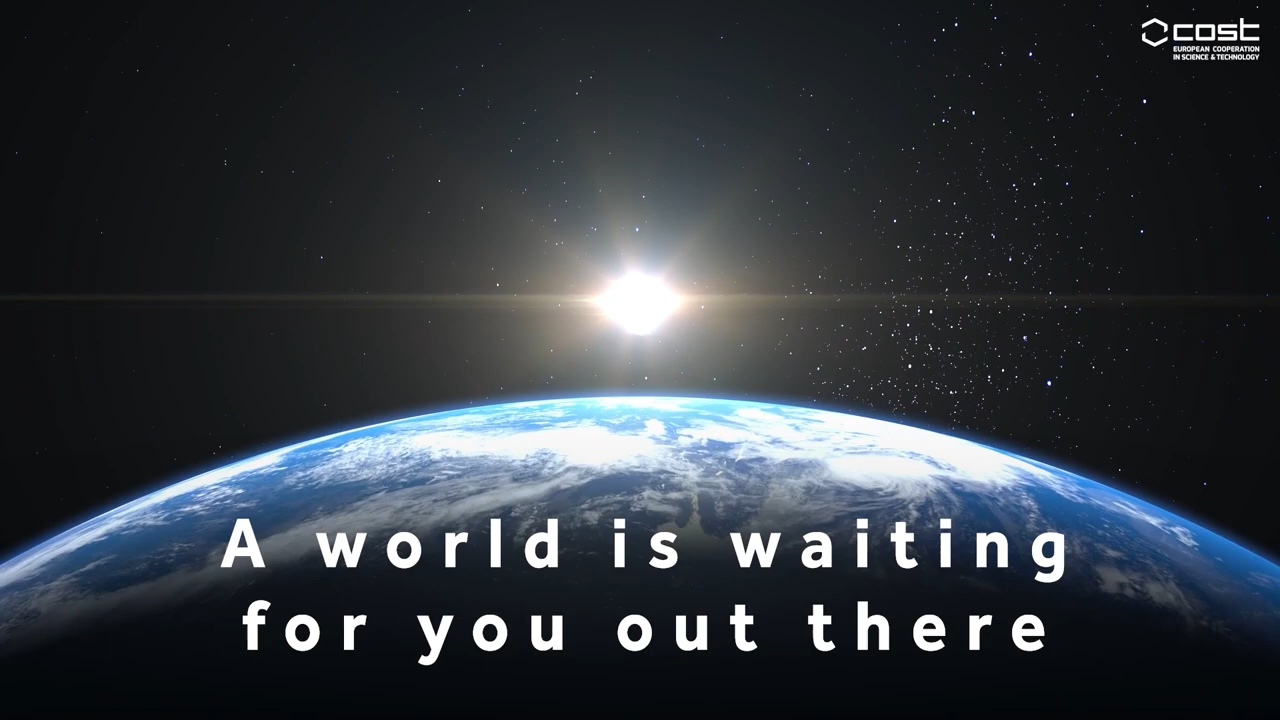 cost
EUROPEAN COOPERATION
IN SCIENCE & TECHNOLOGY
A world is waiting
for you out there